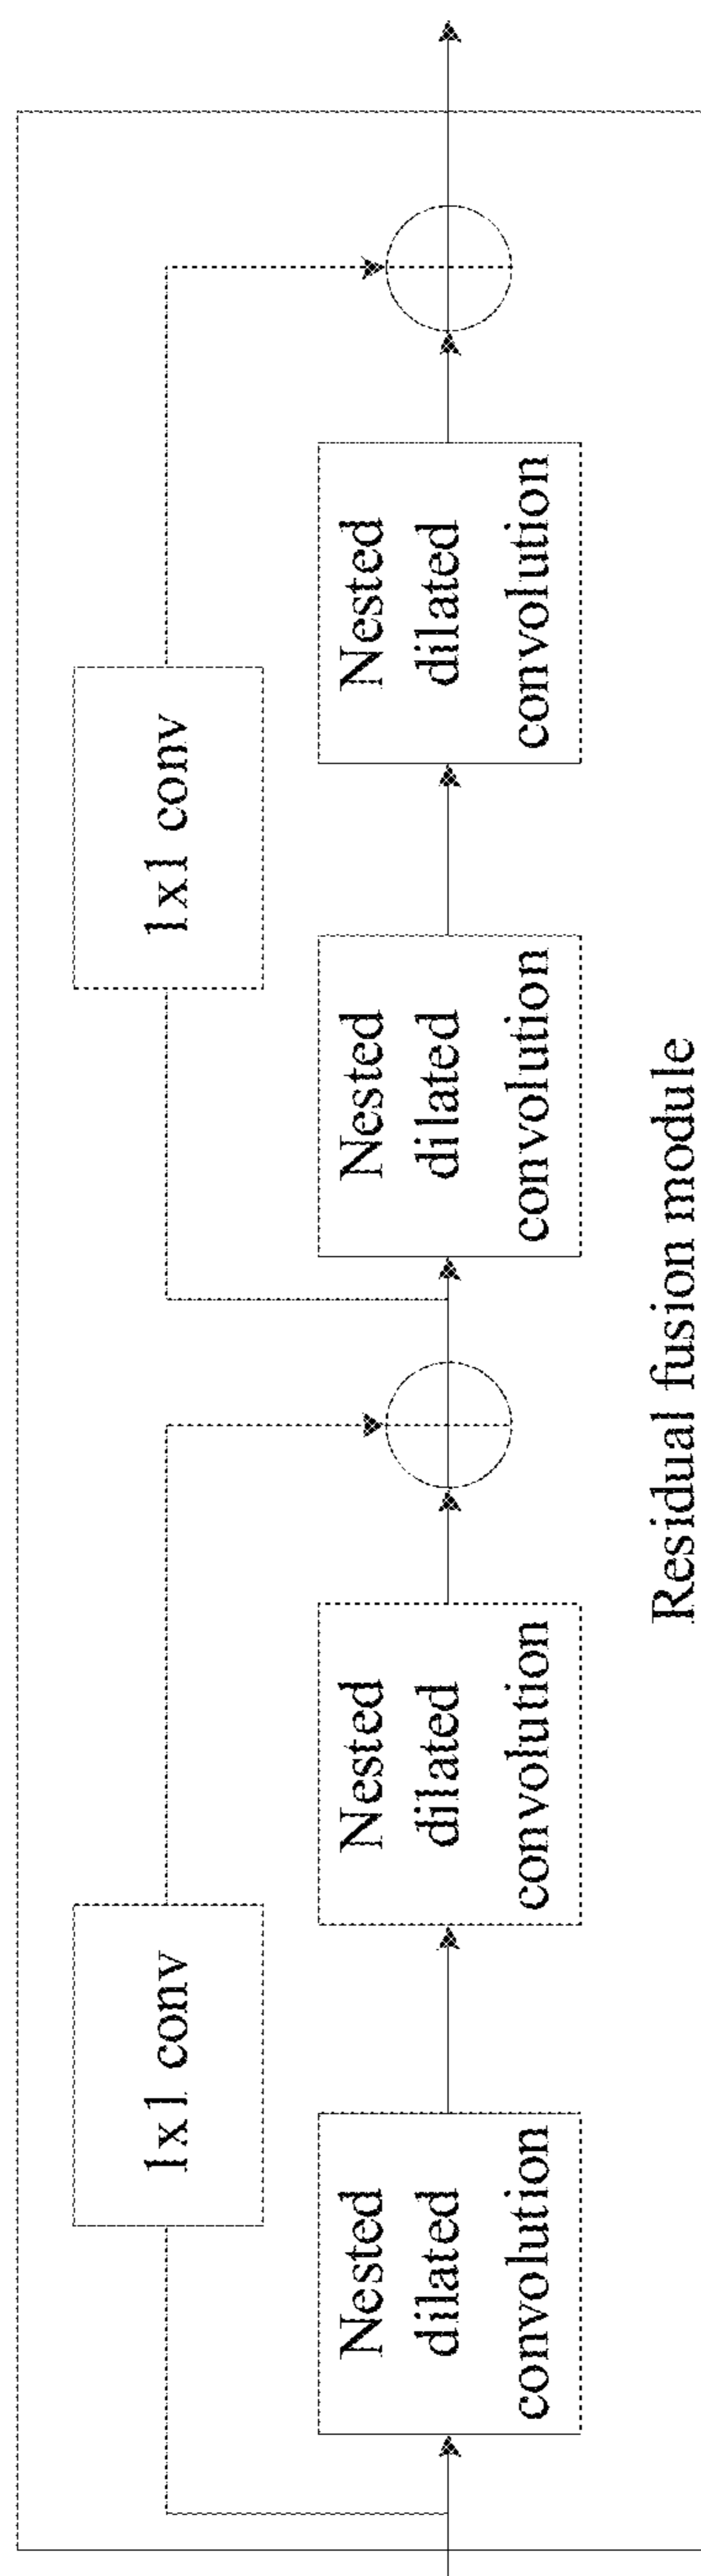 1x1 conv
1x1 conv
Nested
dilated
convolution
Nested
dilated
convolution
Nested
dilated
convolution
Nested
dilated
convolution
Residual fusion module